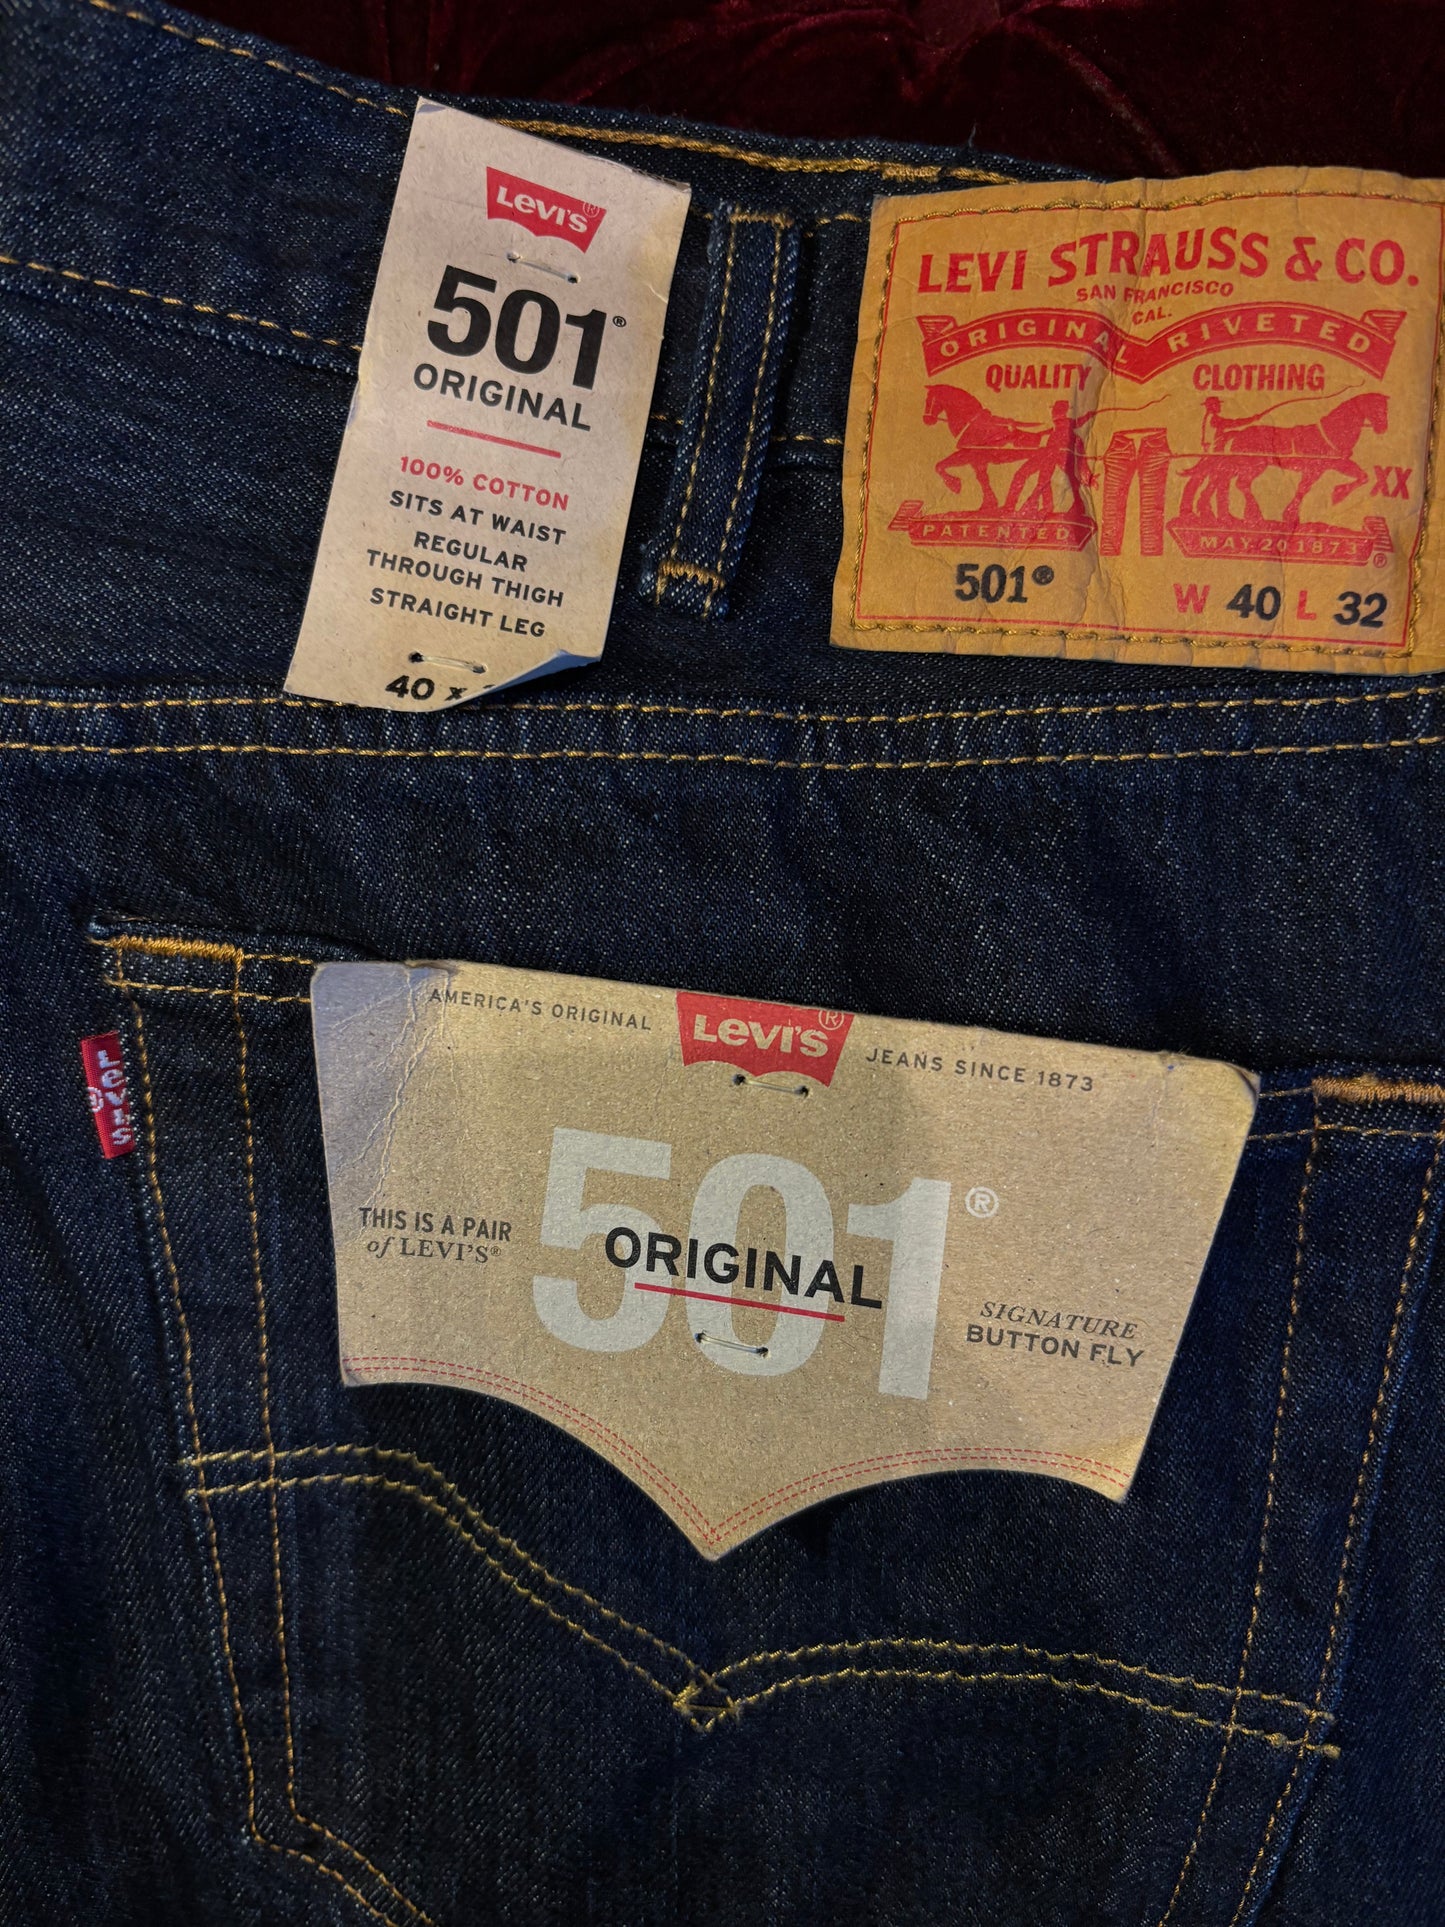 Levi's®
501®
ORIGINAL
100% COTTON
SITS AT WAIST
REGULAR
THROUGH THIGH
STRAIGHT LEG
40 x
LEVI STRAUSS & CO.
SAN FRANCISCO
CAL.
ORIGINAL RIVETED
QUALITY CLOTHING
XX
PATENTED MAY 20 1873 ®
501® W 40 L 32
Levi's®
AMERICA'S ORIGINAL Levi's® JEANS SINCE 1873
501®
ORIGINAL
THIS IS A PAIR
of LEVI'S®
SIGNATURE
BUTTON FLY